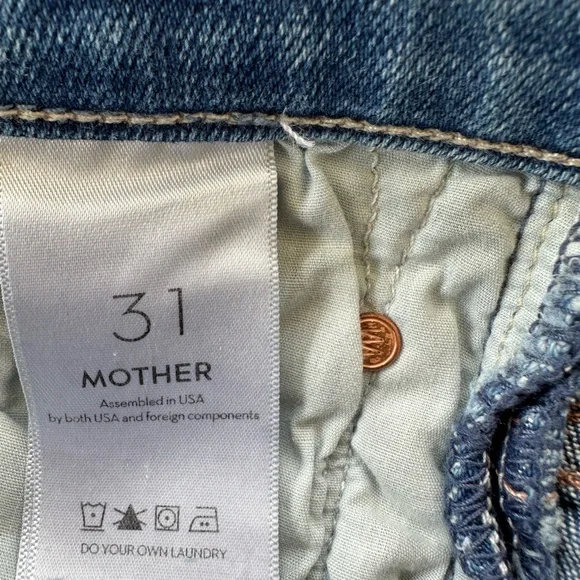 31
MOTHER
Assembled in USA
by both USA and foreign components
DO YOUR OWN LAUNDRY